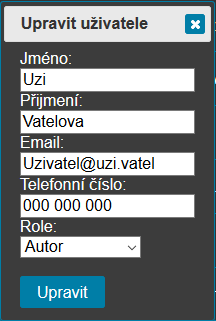 Upravit uživatele
Jméno:
Uzi
Příjmení:
Vatelova
Email:
Uzivatel@uzi.vatel
Telefonní číslo:
000 000 000
Role:
Autor
Upravit